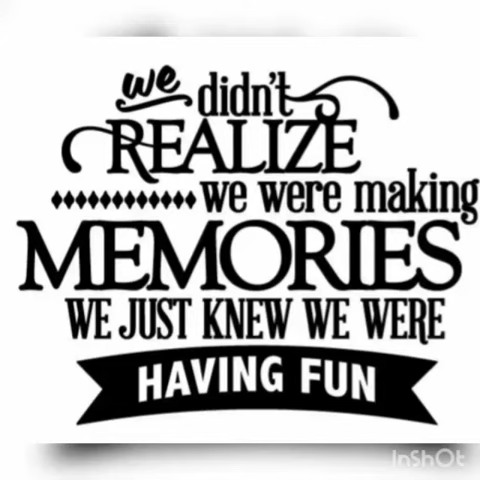 we didn't
REALIZE
we were making
MEMORIES
WE JUST KNEW WE WERE
HAVING FUN
InShOt